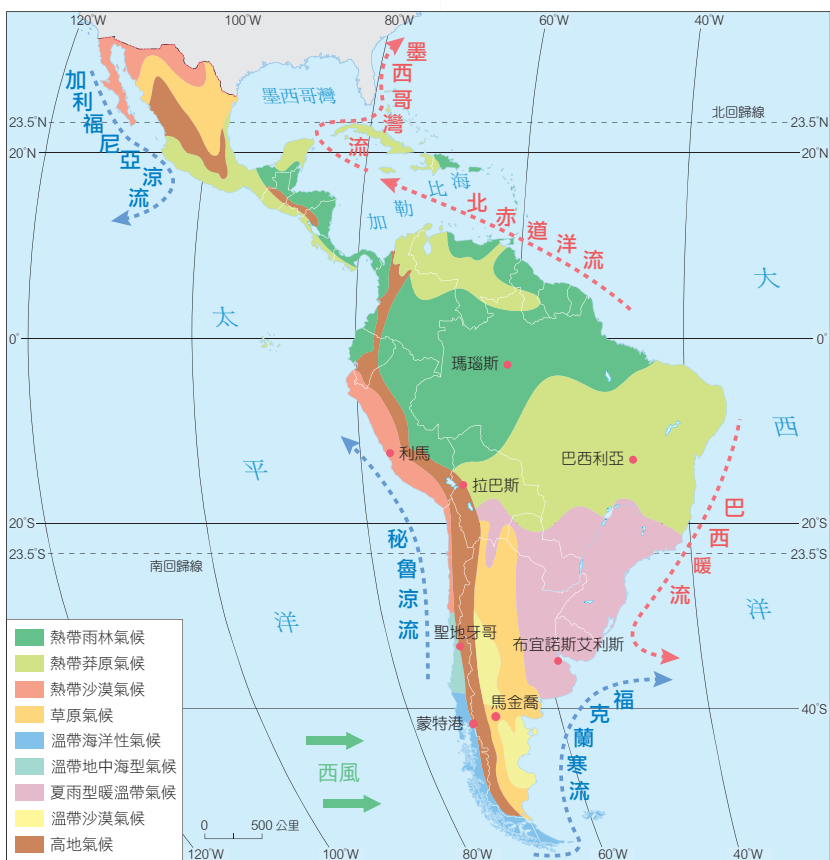 120°W 100°W 80°W 60°W 40°W
墨西哥灣流
加利福尼亞涼流
墨西哥灣
北回歸線
23.5°N 23.5°N
20°N 20°N
加勒比海
北赤道洋流
大西洋
太平洋
0° 0°
瑪瑙斯
利馬
巴西利亞
拉巴斯
巴西暖流
20°S 20°S
23.5°S 23.5°S
南回歸線
秘魯涼流
聖地牙哥
布宜諾斯艾利斯
馬金喬
蒙特港
40°S 40°S
福克蘭寒流
西風
熱帶雨林氣候
熱帶莽原氣候
熱帶沙漠氣候
草原氣候
溫帶海洋性氣候
溫帶地中海型氣候
夏雨型暖溫帶氣候
溫帶沙漠氣候
高地氣候
0 500 公里
120°W 100°W 80°W 60°W 40°W